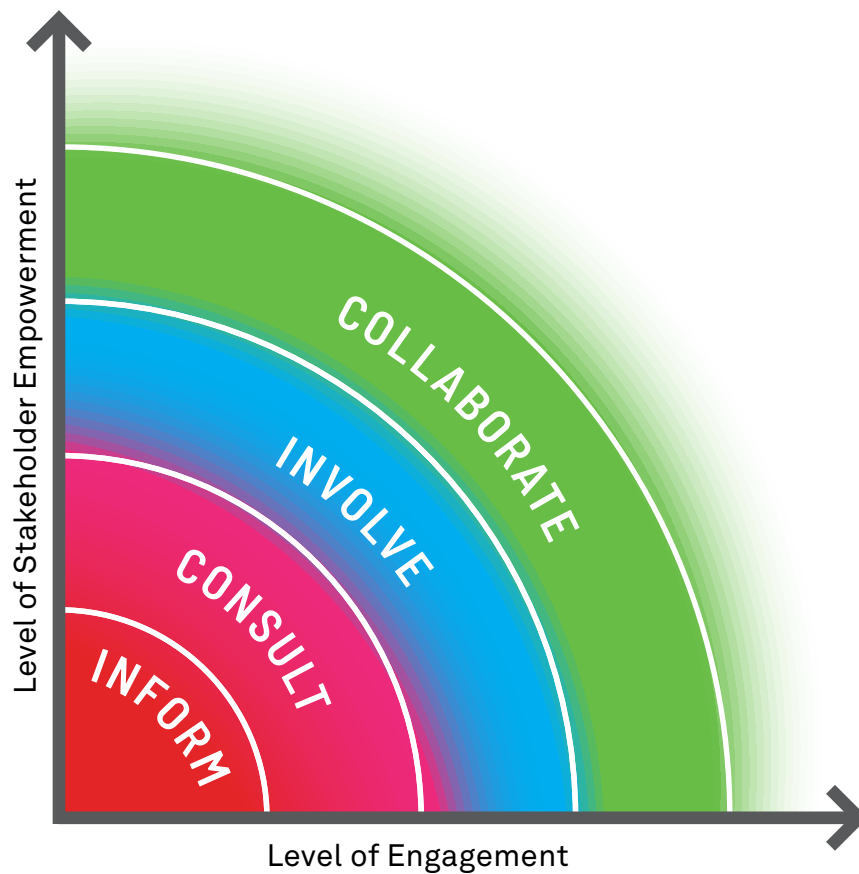 Level of Stakeholder Empowerment
COLLABORATE
INVOLVE
CONSULT
INFORM
Level of Engagement